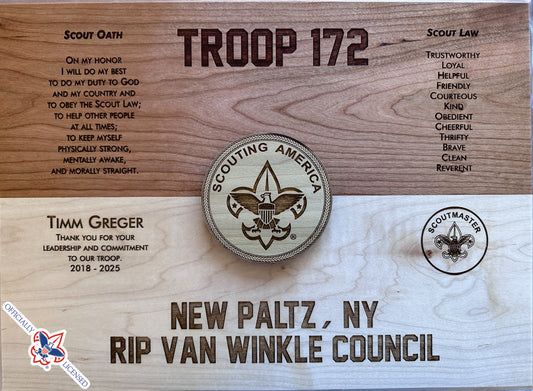 TROOP 172
SCOUT OATH
ON MY HONOR
I WILL DO MY BEST
TO DO MY DUTY TO GOD
AND MY COUNTRY AND
TO OBEY THE SCOUT LAW;
TO HELP OTHER PEOPLE
AT ALL TIMES;
TO KEEP MYSELF
PHYSICALLY STRONG,
MENTALLY AWAKE,
AND MORALLY STRAIGHT.
SCOUT LAW
TRUSTWORTHY
LOYAL
HELPFUL
FRIENDLY
COURTEOUS
KIND
OBEDIENT
CHEERFUL
THRIFTY
BRAVE
CLEAN
REVERENT
SCOUTING AMERICA
®
TIMM GREGER
THANK YOU FOR YOUR
LEADERSHIP AND COMMITMENT
TO OUR TROOP.
2018 - 2025
SCOUTMASTER
NEW PALTZ, NY
RIP VAN WINKLE COUNCIL
OFFICIALLY
LICENSED